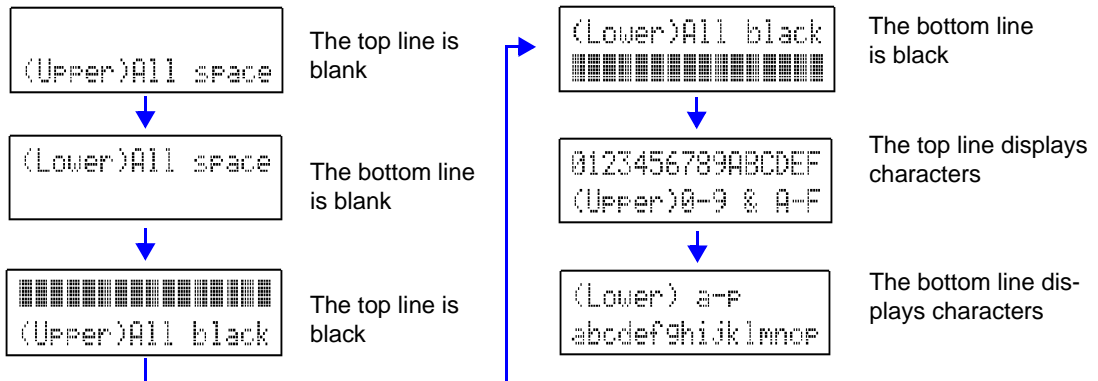 (Upper)All space
The top line is
blank
(Lower)All space
The bottom line
is blank
(Upper)All black
The top line is
black
(Lower)All black
The bottom line
is black
0123456789ABCDEF
(Upper)0-9 & A-F
The top line displays
characters
(Lower) a-p
abcdefghijklmnop
The bottom line dis-
plays characters